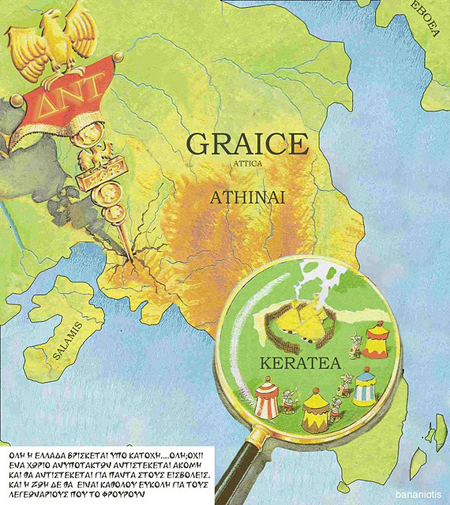 EBOEA
ΔΝΤ
GRAICE
ATTICA
ATHINAI
SALAMIS
KERATEA
ΟΛΗ Η ΕΛΛΑΔΑ ΒΡΙΣΚΕΤΑΙ ΥΠΟ ΚΑΤΟΧΗ....ΟΛΗ;ΟΧΙ!
ΕΝΑ ΧΩΡΙΟ ΑΝΥΠΟΤΑΚΤΩΝ ΑΝΤΙΣΤΕΚΕΤΑΙ ΑΚΟΜΗ
ΚΑΙ ΘΑ ΑΝΤΙΣΤΕΚΕΤΑΙ ΓΙΑ ΠΑΝΤΑ ΣΤΟΥΣ ΕΙΣΒΟΛΕΙΣ.
ΚΑΙ Η ΖΩΗ ΔΕ ΘΑ ΕΙΝΑΙ ΚΑΘΟΛΟΥ ΕΥΚΟΛΗ ΓΙΑ ΤΟΥΣ
ΛΕΓΕΩΝΑΡΙΟΥΣ ΠΟΥ ΤΟ ΦΡΟΥΡΟΥΝ
bananiotis